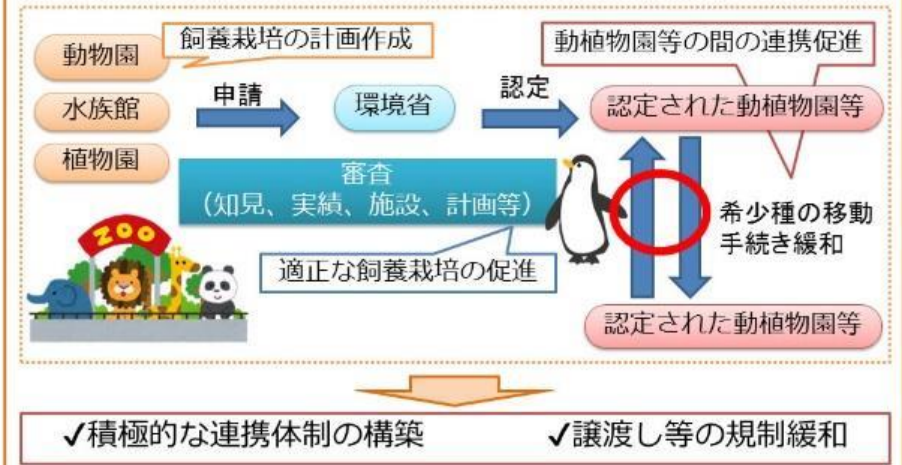 動物園
飼養栽培の計画作成
動植物園等の間の連携促進
水族館
申請
環境省
認定
認定された動植物園等
植物園
審査
（知見、実績、施設、計画等）
希少種の移動
手続き緩和
適正な飼養栽培の促進
ZOO
認定された動植物園等
✓積極的な連携体制の構築
✓譲渡し等の規制緩和